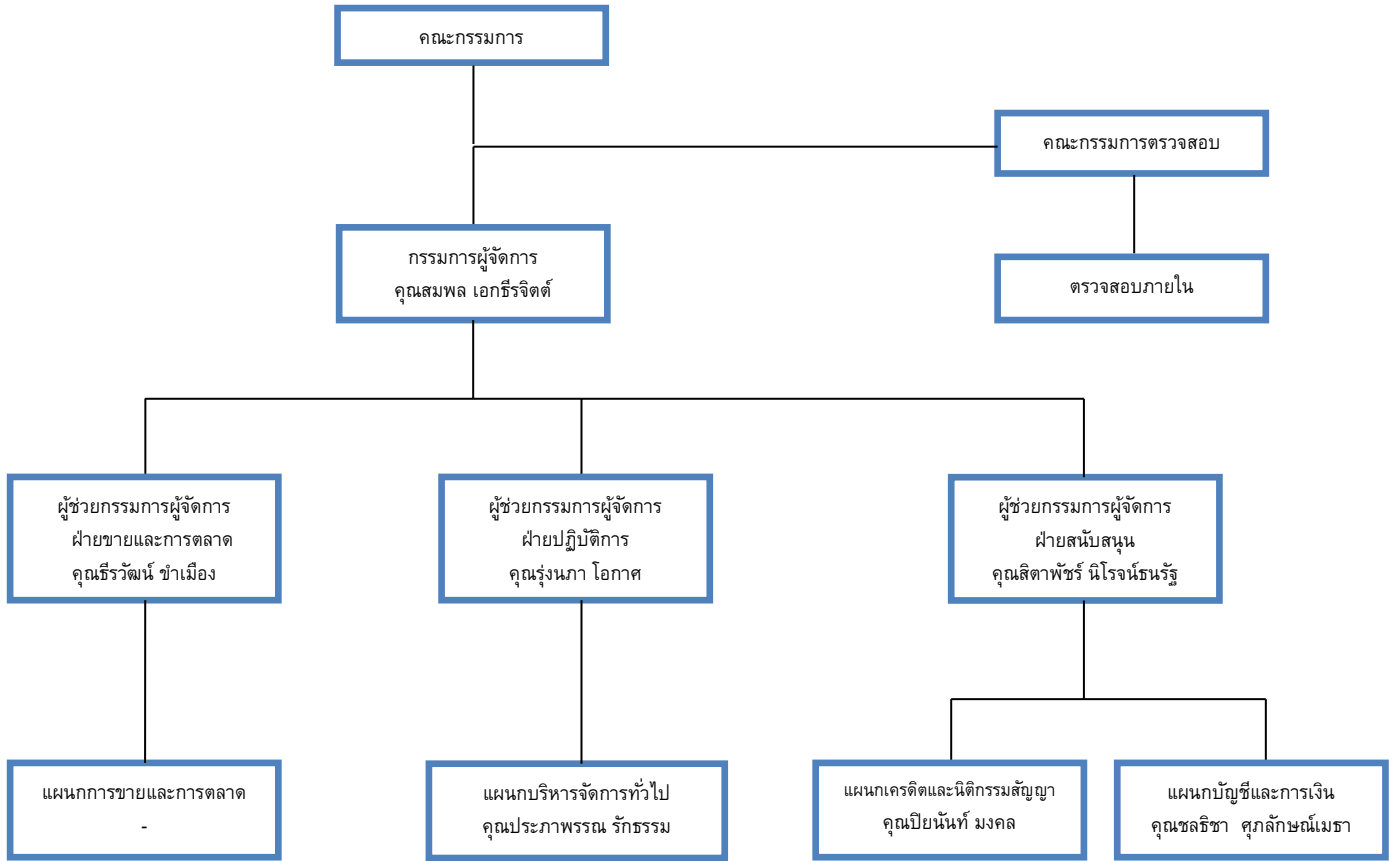 คณะกรรมการ
คณะกรรมการตรวจสอบ
กรรมการผู้จัดการ
คุณสมพล เอกธีรจิตต์
ตรวจสอบภายใน
ผู้ช่วยกรรมการผู้จัดการ
ฝ่ายขายและการตลาด
คุณธีรวัฒน์ ขำเมือง
ผู้ช่วยกรรมการผู้จัดการ
ฝ่ายปฏิบัติการ
คุณรุ่งนภา โอกาศ
ผู้ช่วยกรรมการผู้จัดการ
ฝ่ายสนับสนุน
คุณสิตาพัชร์ นิโรจน์ธนรัฐ
แผนกการขายและการตลาด
-
แผนกบริหารจัดการทั่วไป
คุณประภาพรรณ รักธรรม
แผนกเครดิตและนิติกรรมสัญญา
คุณปิยนันท์ มงคล
แผนกบัญชีและการเงิน
คุณชลธิชา ศุภลักษณ์เมธา